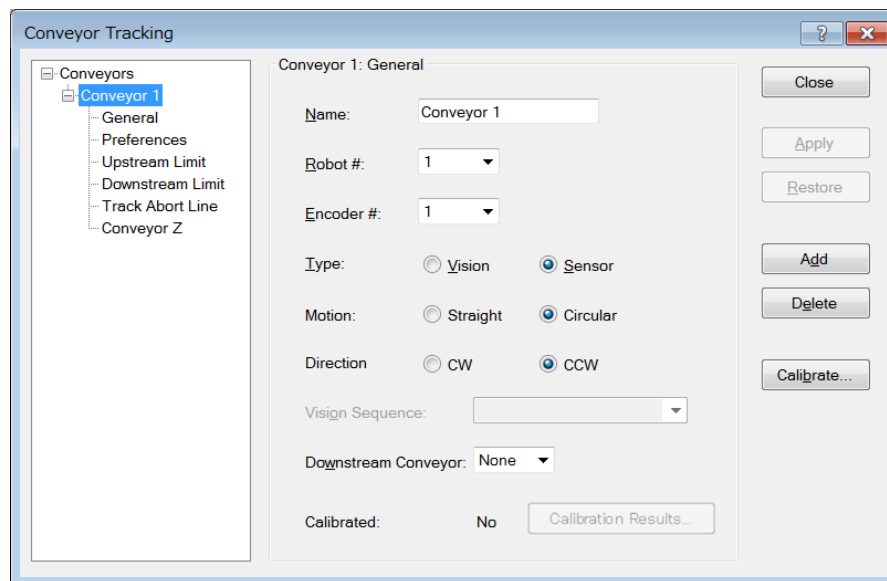 Conveyor Tracking
Conveyors
Conveyor 1
General
Preferences
Upstream Limit
Downstream Limit
Track Abort Line
Conveyor Z
Conveyor 1: General
Name: Conveyor 1
Robot #: 1
Encoder #: 1
Type: Vision Sensor
Motion: Straight Circular
Direction CW CCW
Vision Sequence:
Downstream Conveyor: None
Calibrated: No Calibration Results...
Close
Apply
Restore
Add
Delete
Calibrate...